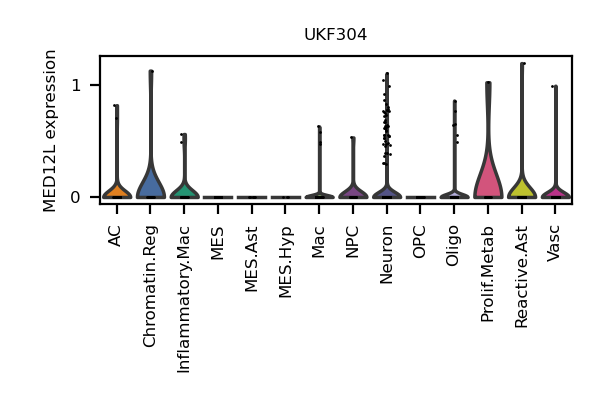 UKF304
MED12L expression
1
0
AC
Chromatin.Reg
Inflammatory.Mac
MES
MES.Ast
MES.Hyp
Mac
NPC
Neuron
OPC
Oligo
Prolif.Metab
Reactive.Ast
Vasc